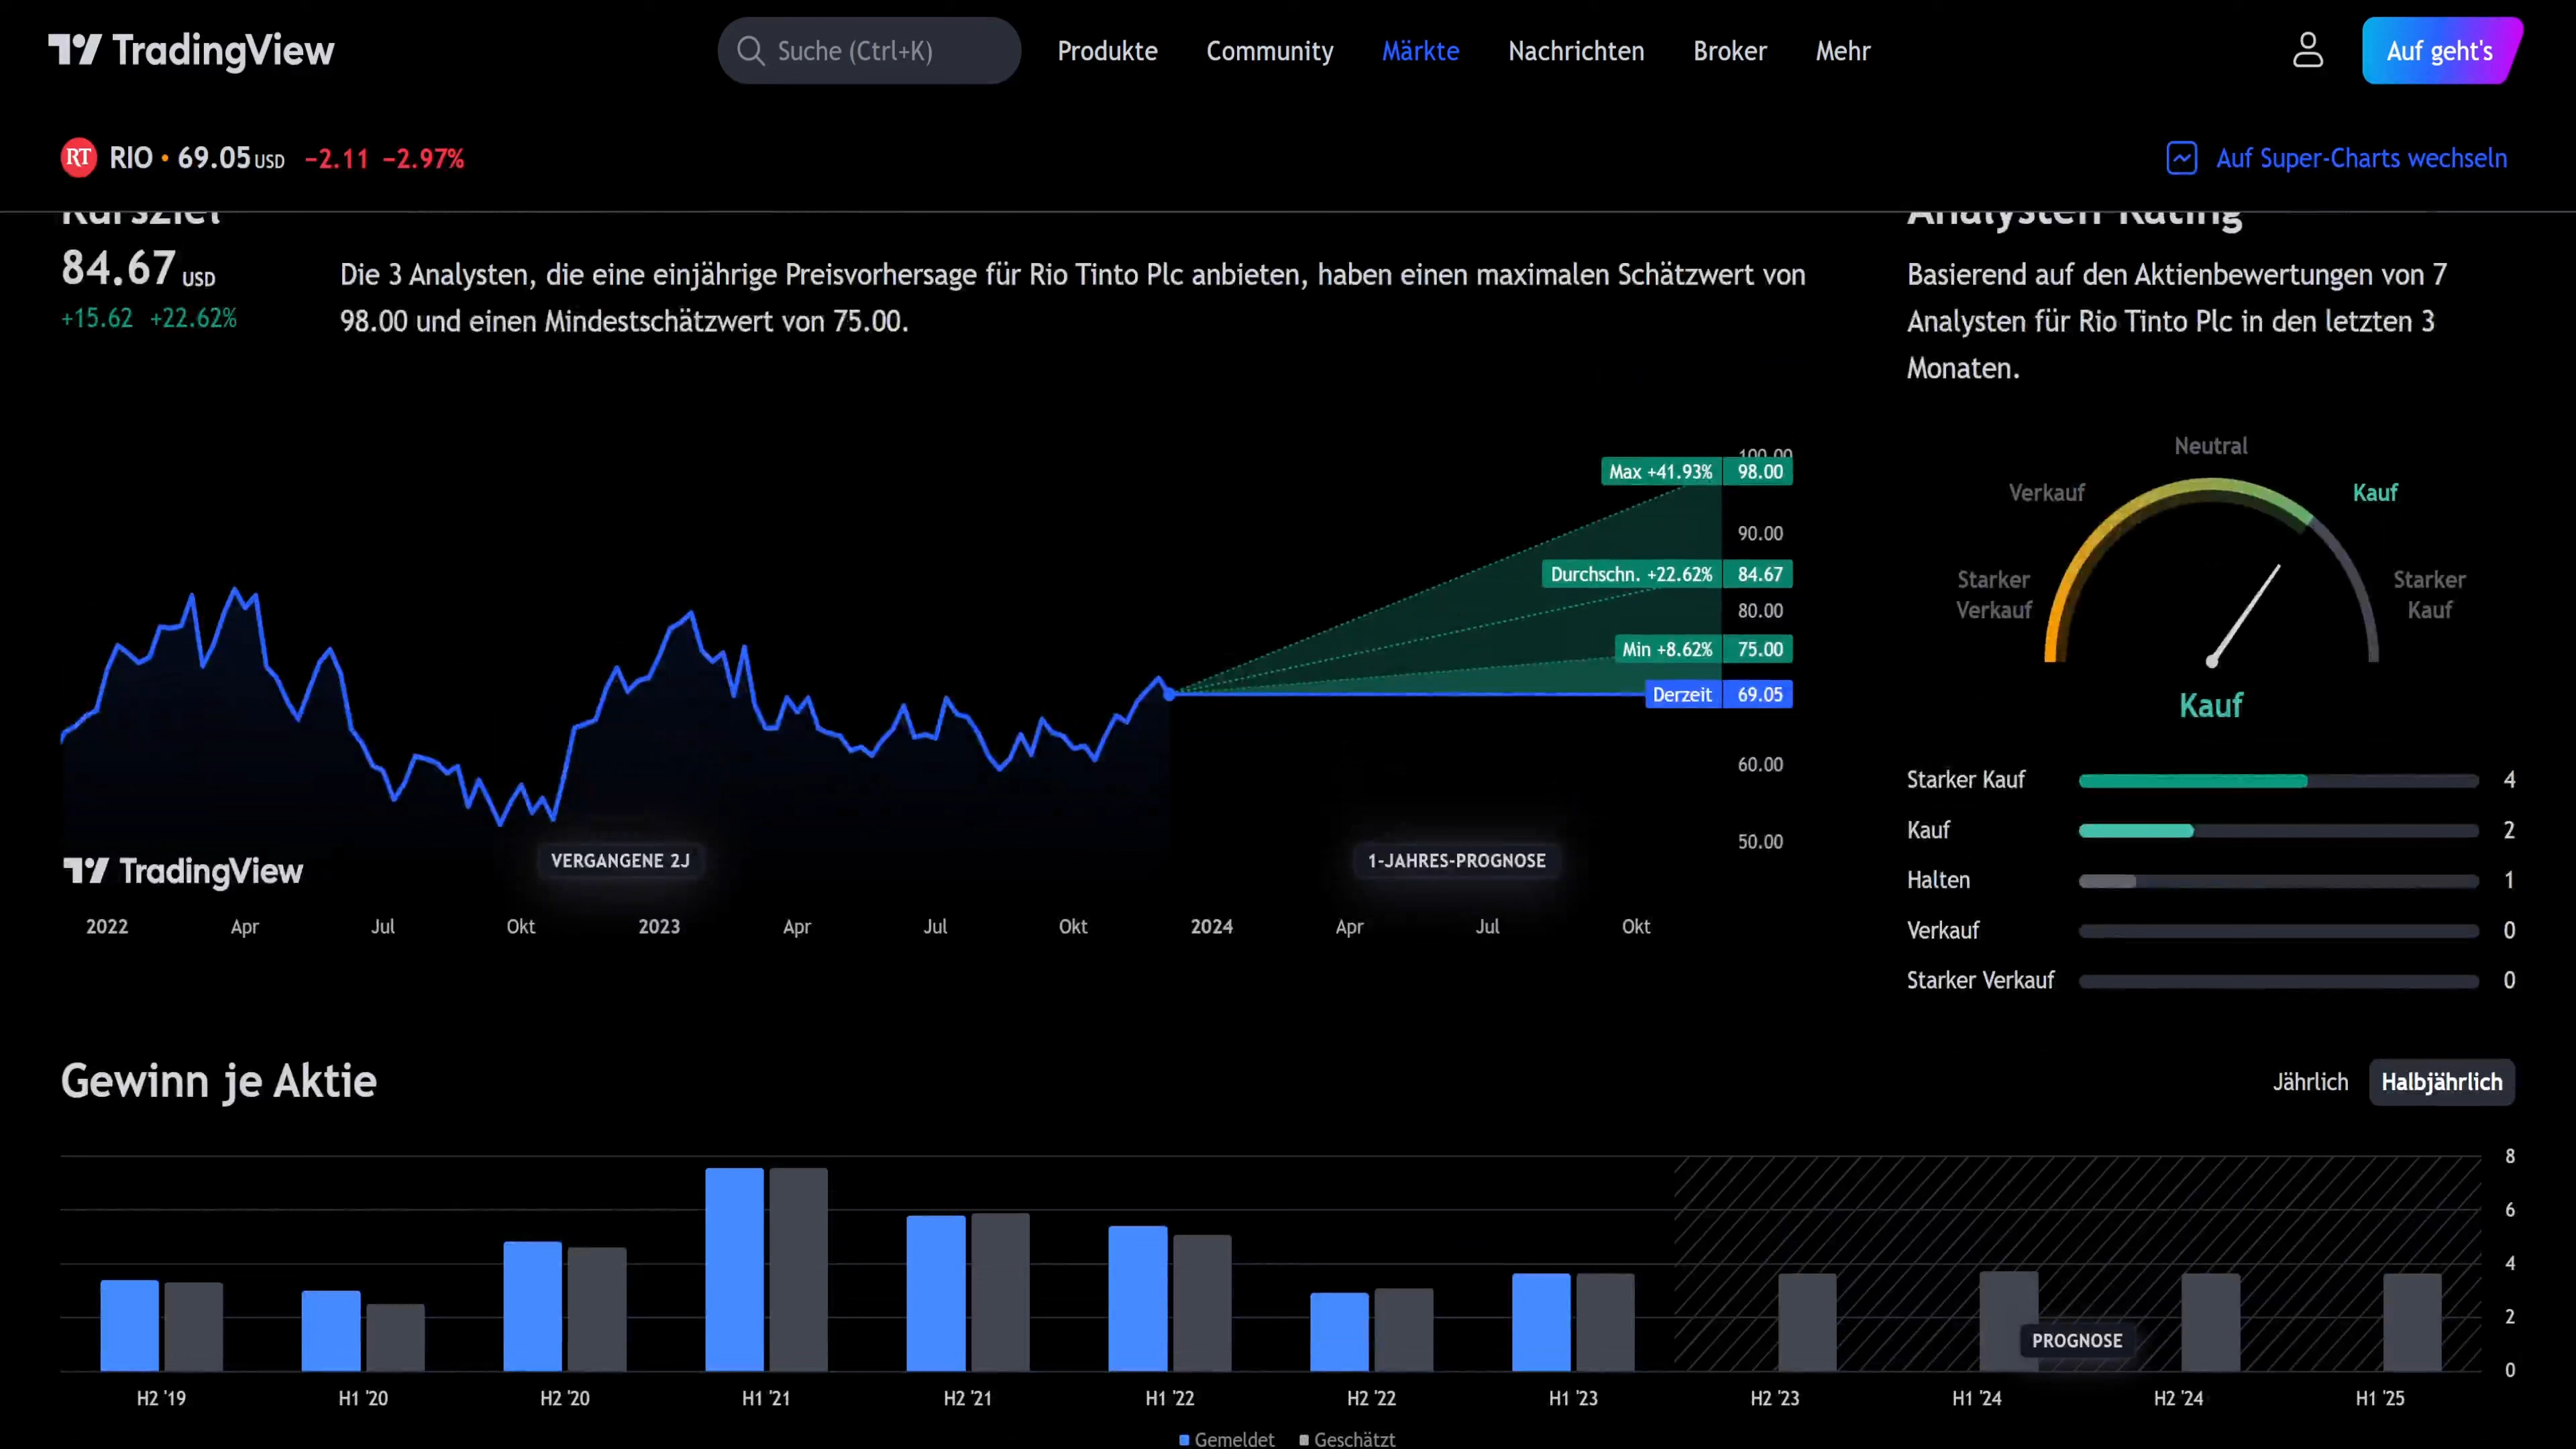 TradingView
Suche (Ctrl+K)
Produkte
Community
Märkte
Nachrichten
Broker
Mehr
Auf geht's
RT
RIO • 69.05 USD −2.11 −2.97%
Auf Super-Charts wechseln
Kursziel
84.67 USD
+15.62 +22.62%
Die 3 Analysten, die eine einjährige Preisvorhersage für Rio Tinto Plc anbieten, haben einen maximalen Schätzwert von
98.00 und einen Mindestschätzwert von 75.00.
100.00
Max +41.93% 98.00
90.00
Durchschn. +22.62% 84.67
80.00
Min +8.62% 75.00
Derzeit 69.05
60.00
50.00
VERGANGENE 2J
1-JAHRES-PROGNOSE
TradingView
2022 Apr Jul Okt 2023 Apr Jul Okt 2024 Apr Jul Okt
Analysten Rating
Basierend auf den Aktienbewertungen von 7
Analysten für Rio Tinto Plc in den letzten 3
Monaten.
Neutral
Verkauf
Kauf
Starker
Verkauf
Starker
Kauf
Kauf
Starker Kauf 4
Kauf 2
Halten 1
Verkauf 0
Starker Verkauf 0
Gewinn je Aktie
Jährlich
Halbjährlich
8
6
4
2
0
PROGNOSE
H2 '19 H1 '20 H2 '20 H1 '21 H2 '21 H1 '22 H2 '22 H1 '23 H2 '23 H1 '24 H2 '24 H1 '25
Gemeldet Geschätzt